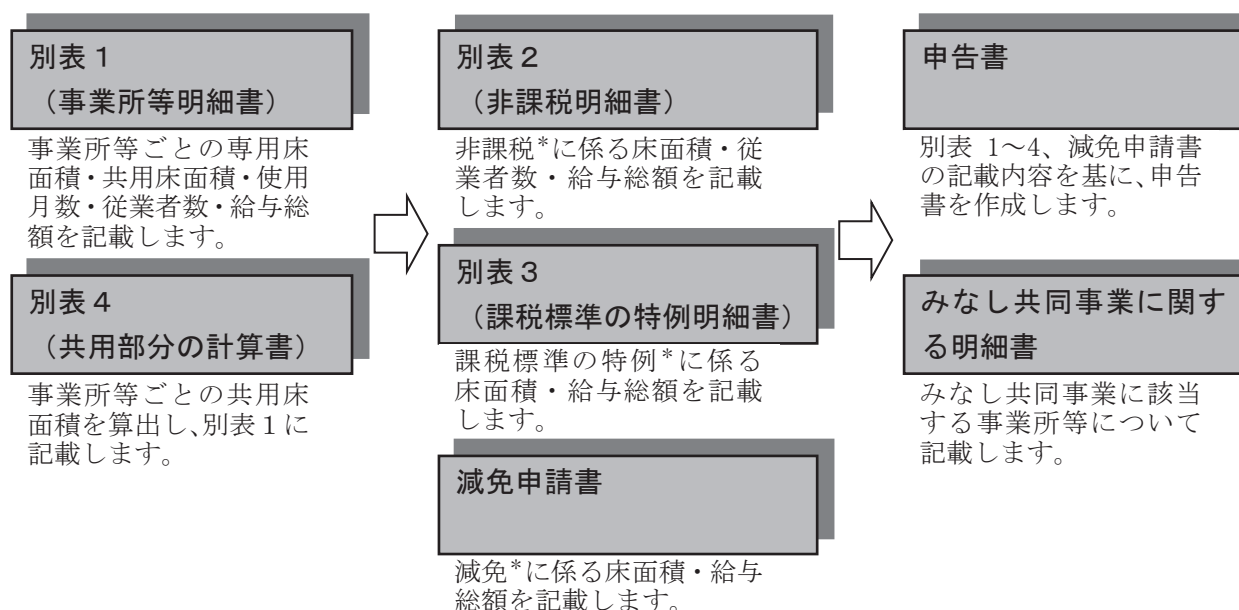 別表１
（事業所等明細書）
事業所等ごとの専用床
面積・共用床面積・使用
月数・従業者数・給与総
額を記載します。
別表４
（共用部分の計算書）
事業所等ごとの共用床
面積を算出し、別表１に
記載します。
別表２
（非課税明細書）
非課税*に係る床面積・従
業者数・給与総額を記載
します。
別表３
（課税標準の特例明細書）
課税標準の特例*に係る
床面積・給与総額を記載
します。
減免申請書
減免*に係る床面積・給与
総額を記載します。
申告書
別表 1～4、減免申請書
の記載内容を基に、申告
書を作成します。
みなし共同事業に関す
る明細書
みなし共同事業に該当
する事業所等について
記載します。